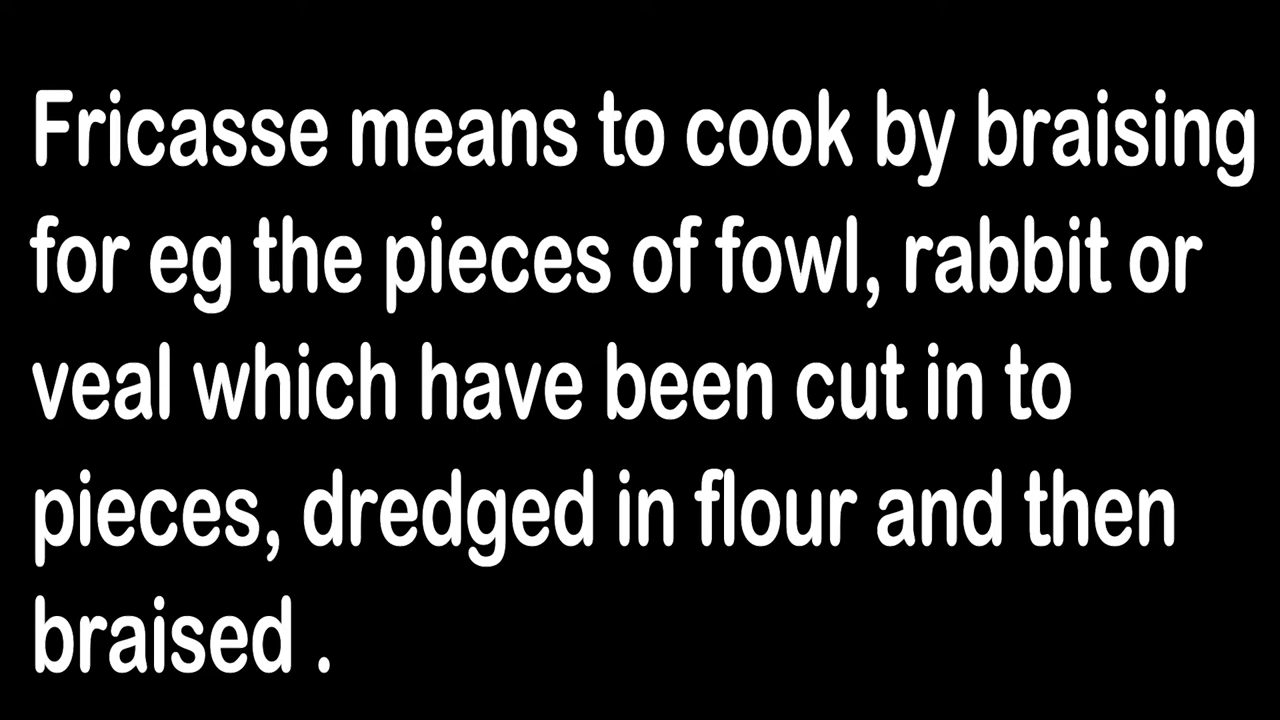 Fricasse means to cook by braising
for eg the pieces of fowl, rabbit or
veal which have been cut in to
pieces, dredged in flour and then
braised .